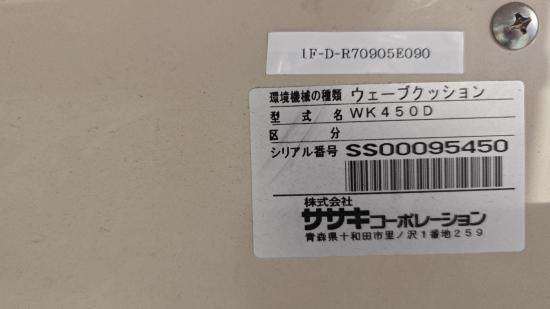 1F-D-R70905E090
環境機械の種類 ウェーブクッション
型式名 WK450D
区分
シリアル番号 SS00095450
株式会社
ササキコーポレーション
青森県十和田市里ノ沢1番地259